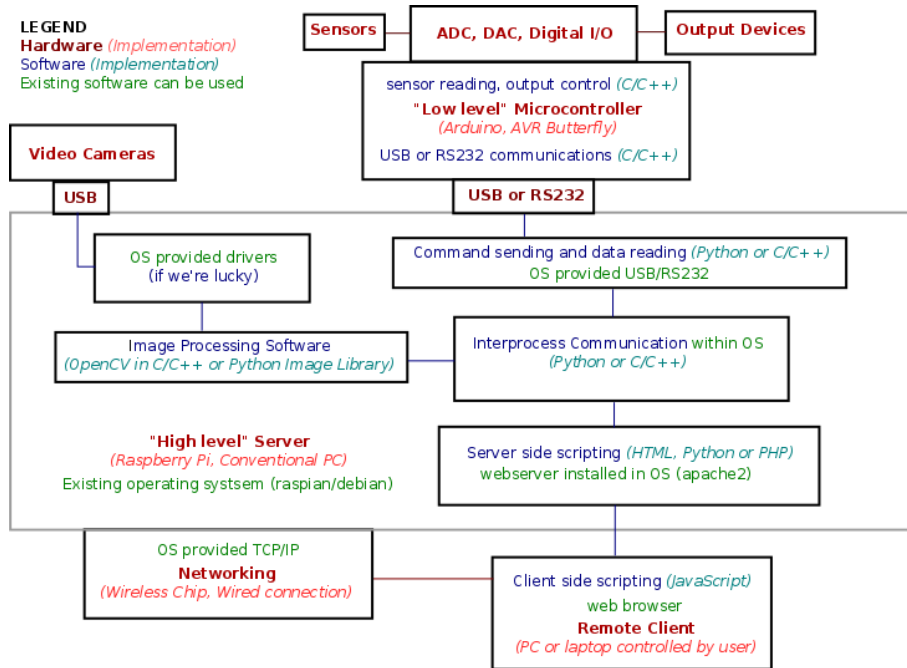 LEGEND
Hardware (Implementation)
Software (Implementation)
Existing software can be used
Sensors
ADC, DAC, Digital I/O
Output Devices
sensor reading, output control (C/C++)
"Low level" Microcontroller
(Arduino, AVR Butterfly)
USB or RS232 communications (C/C++)
Video Cameras
USB
USB or RS232
OS provided drivers
(if we're lucky)
Command sending and data reading (Python or C/C++)
OS provided USB/RS232
Image Processing Software
(OpenCV in C/C++ or Python Image Library)
Interprocess Communication within OS
(Python or C/C++)
"High level" Server
(Raspberry Pi, Conventional PC)
Existing operating systsem (raspian/debian)
Server side scripting (HTML, Python or PHP)
webserver installed in OS (apache2)
OS provided TCP/IP
Networking
(Wireless Chip, Wired connection)
Client side scripting (JavaScript)
web browser
Remote Client
(PC or laptop controlled by user)